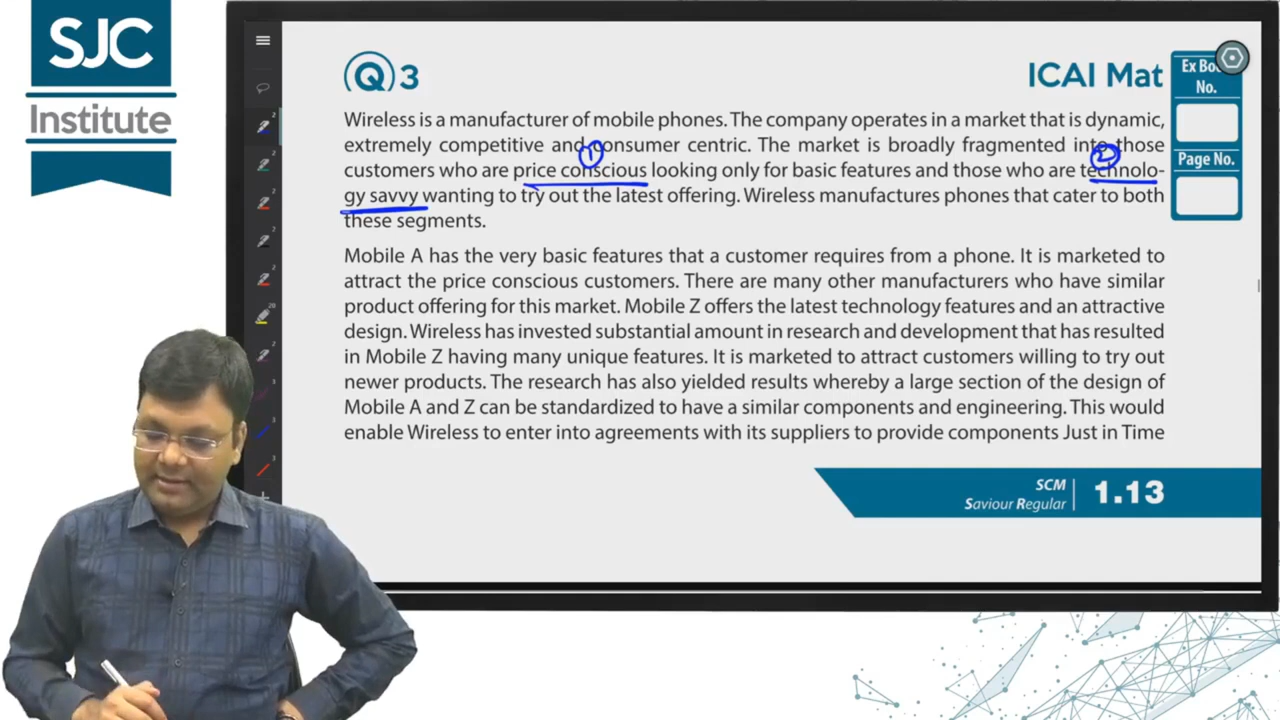 SJC
Institute
Q 3
ICAI Mat
Ex Bo
No.
Page No.
Wireless is a manufacturer of mobile phones. The company operates in a market that is dynamic,
extremely competitive and consumer centric. The market is broadly fragmented into those
customers who are price conscious looking only for basic features and those who are technolo-
gy savvy wanting to try out the latest offering. Wireless manufactures phones that cater to both
these segments.
1
2
Mobile A has the very basic features that a customer requires from a phone. It is marketed to
attract the price conscious customers. There are many other manufacturers who have similar
product offering for this market. Mobile Z offers the latest technology features and an attractive
design. Wireless has invested substantial amount in research and development that has resulted
in Mobile Z having many unique features. It is marketed to attract customers willing to try out
newer products. The research has also yielded results whereby a large section of the design of
Mobile A and Z can be standardized to have a similar components and engineering. This would
enable Wireless to enter into agreements with its suppliers to provide components Just in Time
SCM
Saviour Regular
1.13